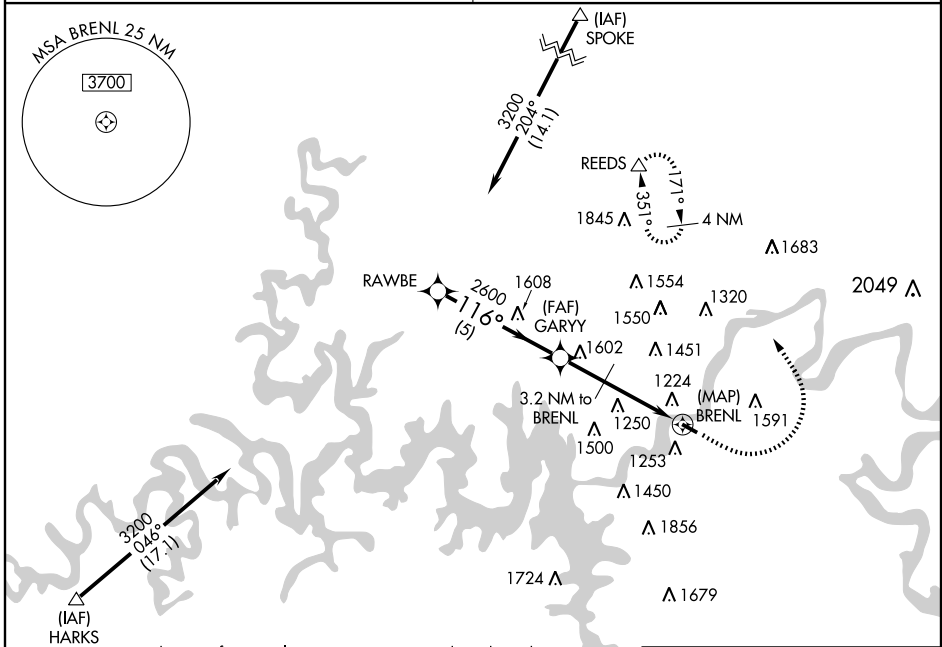 MSA BRENL 25 NM
3700
(IAF)
SPOKE
3200
204°
(14.1)
REEDS
351°
171°
4 NM
1845
1683
2049
RAWBE
2600
116°
(5)
1608
(FAF)
GARYY
1554
1550
1320
1602
1451
3.2 NM to
BRENL
1224
(MAP)
BRENL
1250
1591
1500
1253
1450
1856
3200
046°
(17.1)
1724
1679
(IAF)
HARKS